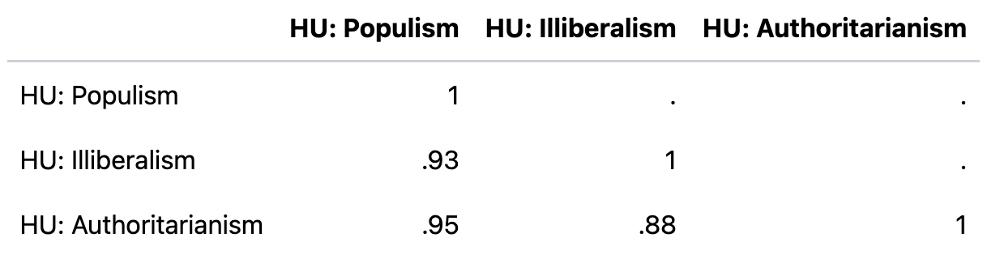 HU: Populism HU: Illiberalism HU: Authoritarianism
HU: Populism 1 . .
HU: Illiberalism .93 1 .
HU: Authoritarianism .95 .88 1